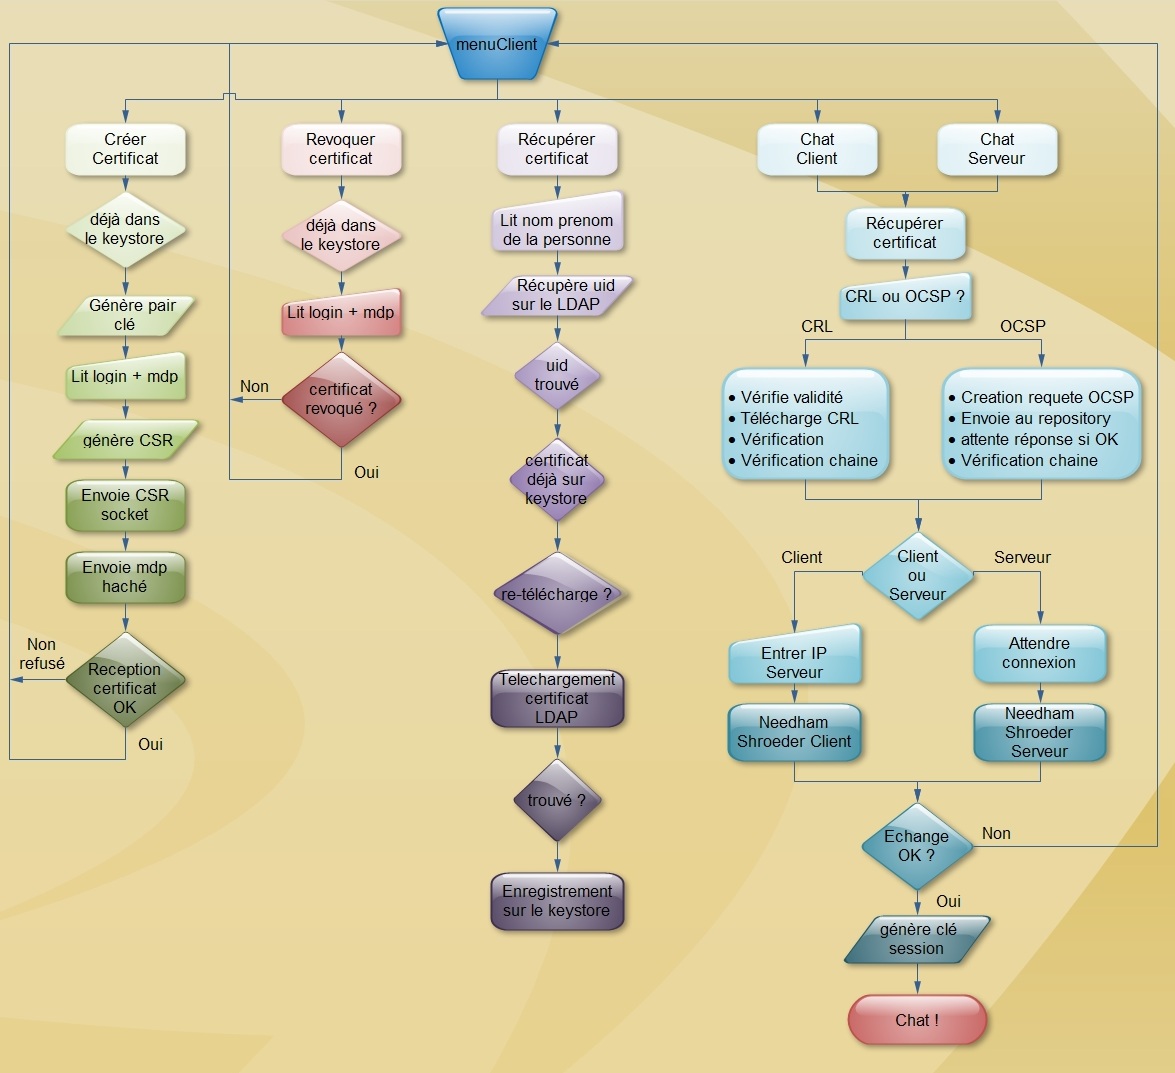 menuClient
Créer
Certificat
déjà dans
le keystore
Génère pair
clé
Lit login + mdp
génère CSR
Envoie CSR
socket
Envoie mdp
haché
Non
refusé
Reception
certificat
OK
Oui
Revoquer
certificat
déjà dans
le keystore
Lit login + mdp
certificat
revoqué ?
Non
Oui
Récupérer
certificat
Lit nom prenom
de la personne
Récupère uid
sur le LDAP
uid
trouvé
certificat
déjà sur
keystore
re-télécharge ?
Telechargement
certificat
LDAP
trouvé ?
Enregistrement
sur le keystore
Chat
Client
Chat
Serveur
Récupérer
certificat
CRL ou OCSP ?
CRL
OCSP
• Vérifie validité
• Télécharge CRL
• Vérification
• Vérification chaine
• Creation requete OCSP
• Envoie au repository
• attente réponse si OK
• Vérification chaine
Client
ou
Serveur
Client
Serveur
Entrer IP
Serveur
Needham
Shroeder Client
Attendre
connexion
Needham
Shroeder
Serveur
Echange
OK ?
Non
Oui
génère clé
session
Chat !